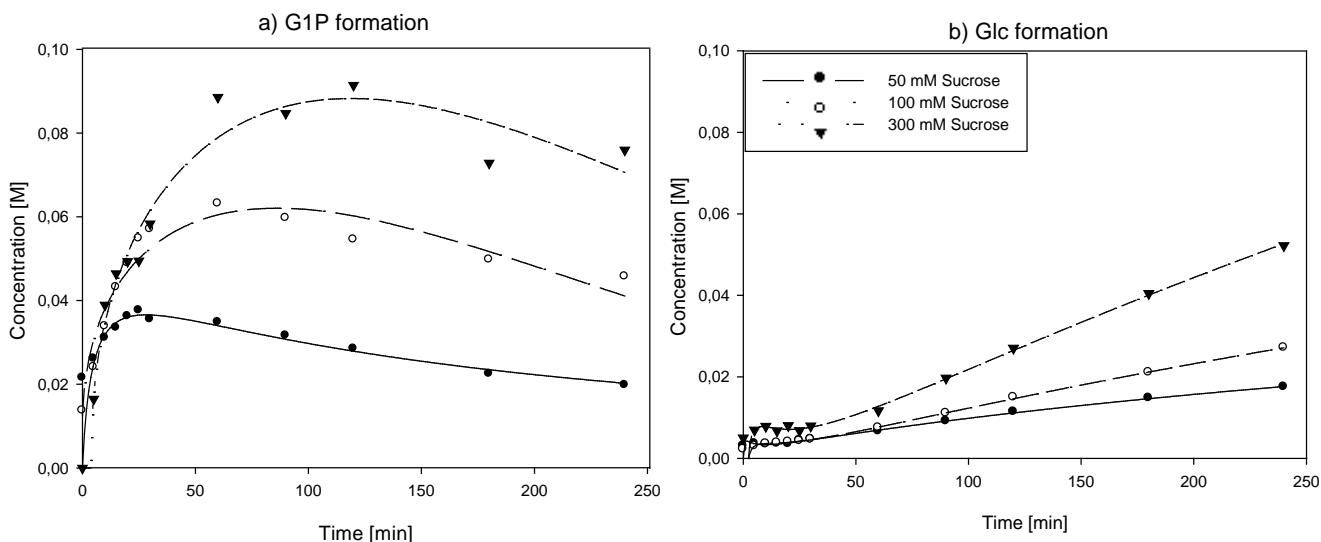 a) G1P formation
0,10
0,08
0,06
0,04
0,02
0,00
Concentration [M]
0 50 100 150 200 250
Time [min]
b) Glc formation
0,10
0,08
0,06
0,04
0,02
0,00
Concentration [M]
50 mM Sucrose
100 mM Sucrose
300 mM Sucrose
0 50 100 150 200 250
Time [min]